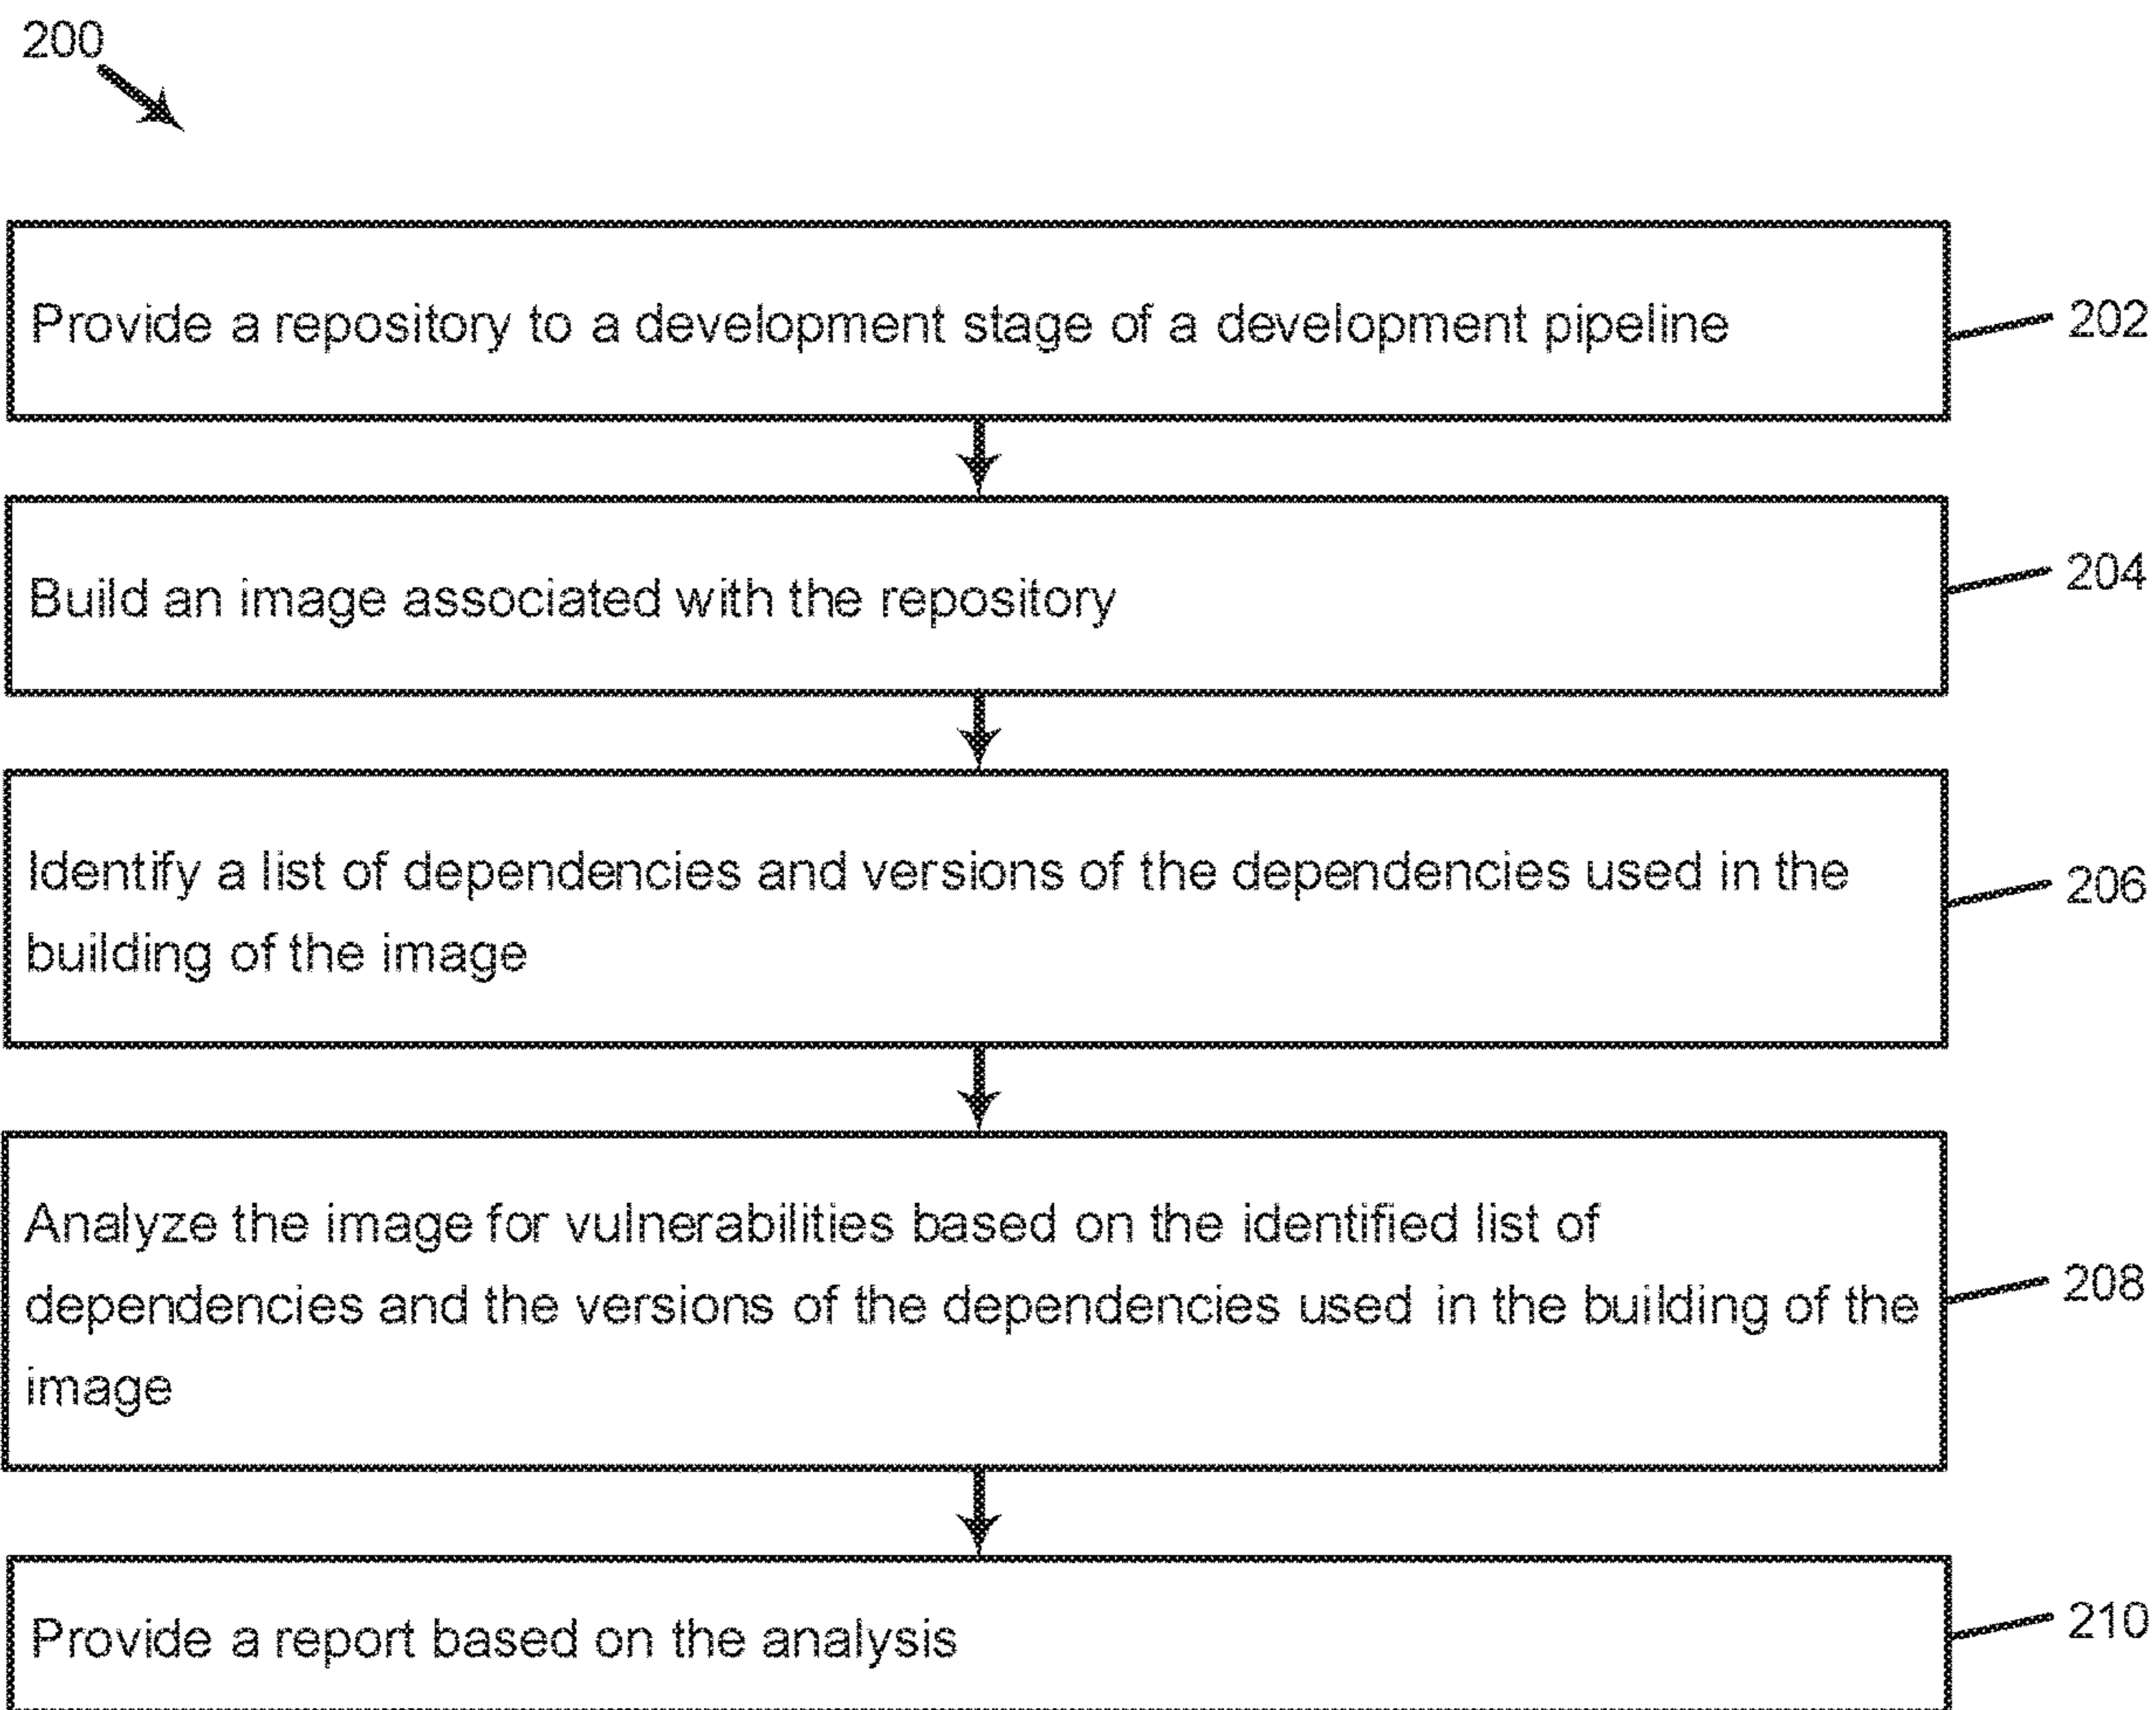 200
Provide a repository to a development stage of a development pipeline
202
Build an image associated with the repository
204
Identify a list of dependencies and versions of the dependencies used in the
building of the image
206
Analyze the image for vulnerabilities based on the identified list of
dependencies and the versions of the dependencies used in the building of the
image
208
Provide a report based on the analysis
210